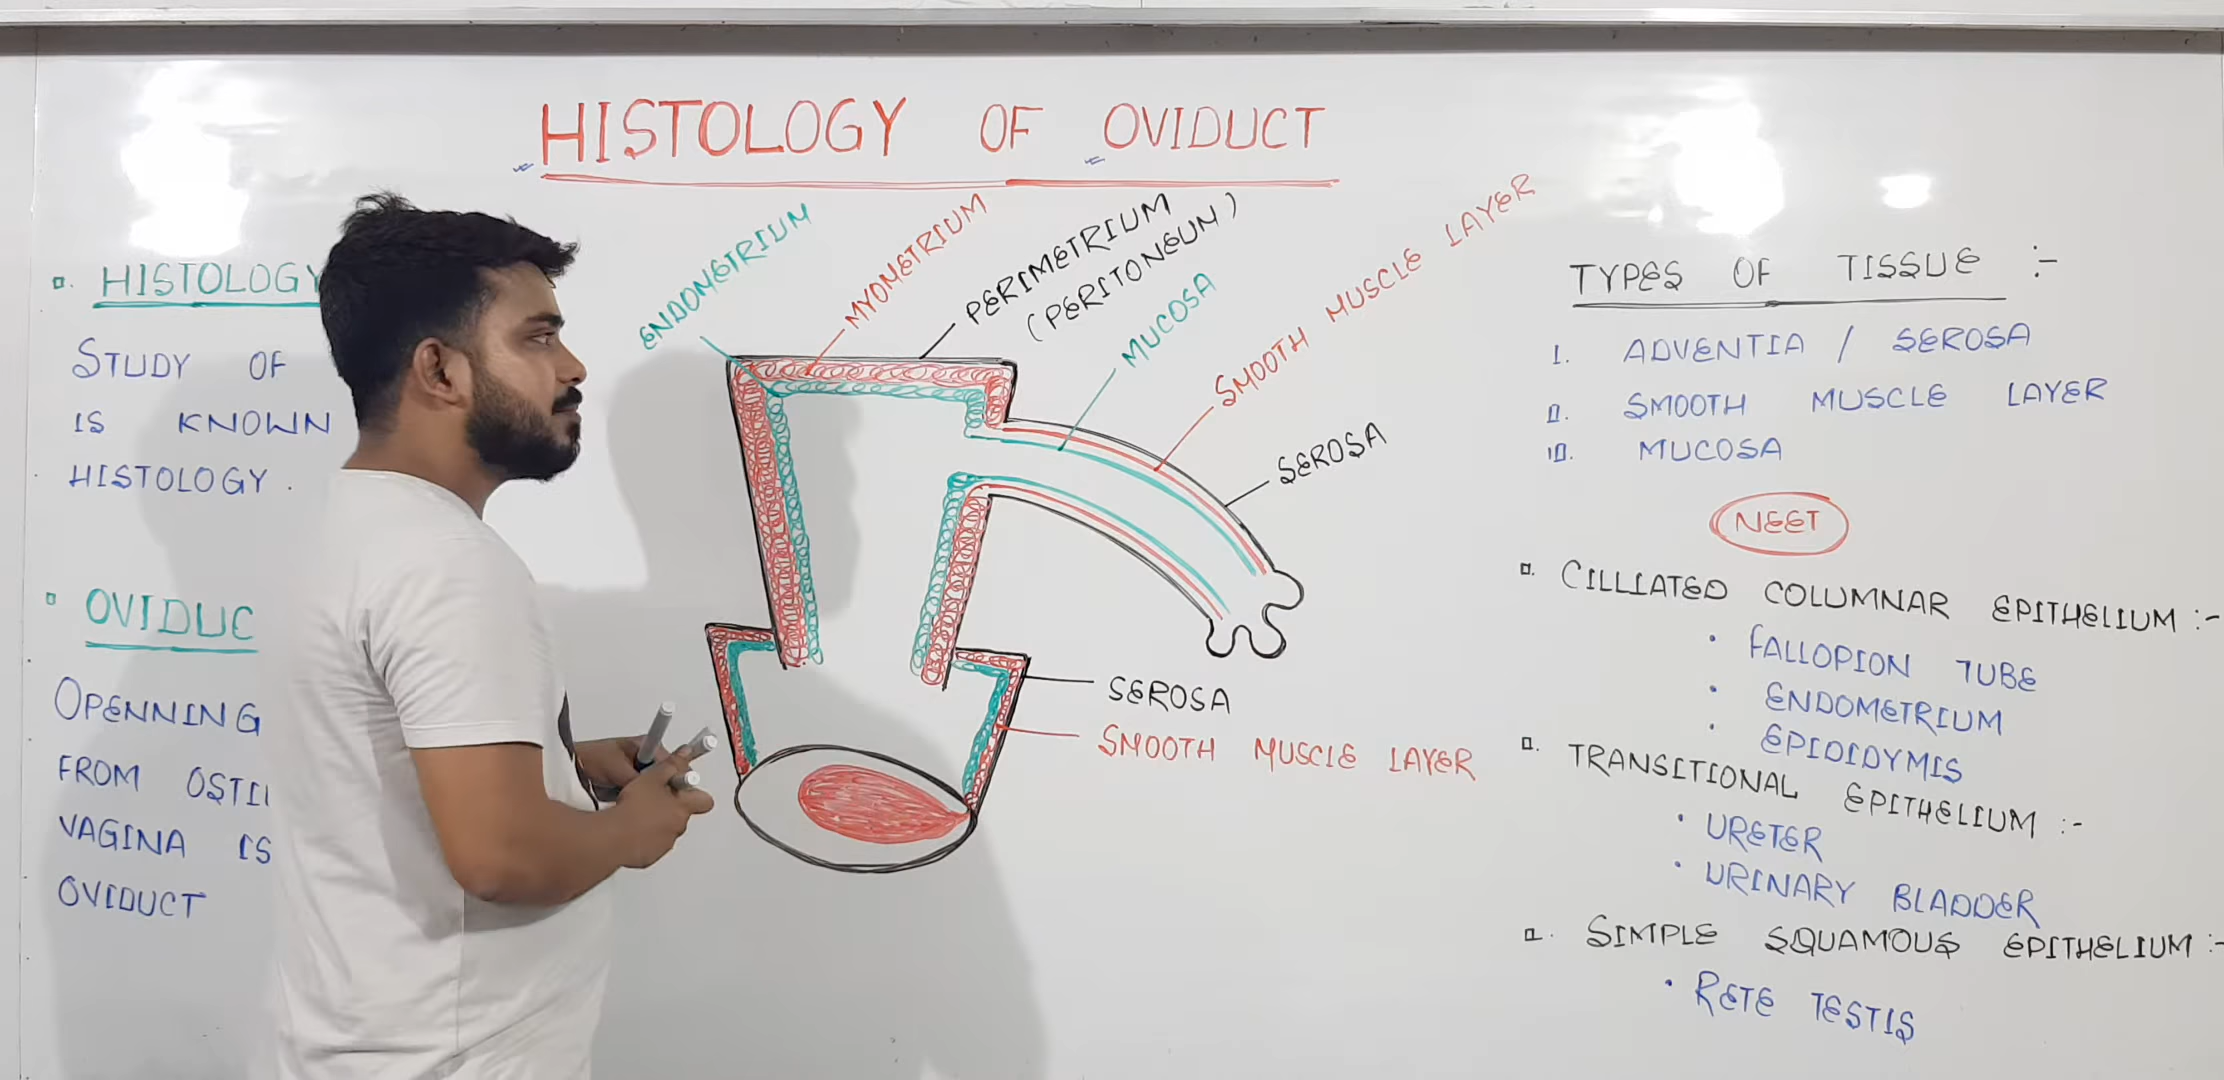 HISTOLOGY OF OVIDUCT
HISTOLOGY
STUDY OF
IS KNOWN
HISTOLOGY.
OVIDUC
OPENNING
FROM OSTI
VAGINA IS
OVIDUCT
ENDOMETRIUM
MYOMETRIUM
PERIMETRIUM
(PERITONEUM)
MUCOSA
SMOOTH MUSCLE LAYER
SEROSA
SEROSA
SMOOTH MUSCLE LAYER
TYPES OF TISSUE :-
I. ADVENTIA / SEROSA
II. SMOOTH MUSCLE LAYER
III. MUCOSA
NEET
CILLIATED COLUMNAR EPITHELIUM :-
• FALLOPION TUBE
• ENDOMETRIUM
• EPIDIDYMIS
TRANSITIONAL EPITHELIUM :-
• URETER
• URINARY BLADDER
SIMPLE SQUAMOUS EPITHELIUM :-
• RETE TESTIS